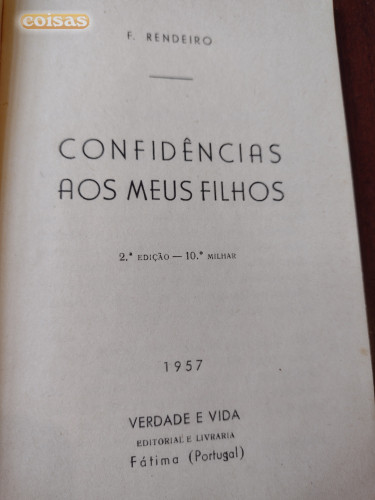 coisas
F. RENDEIRO
CONFIDÊNCIAS
AOS MEUS FILHOS
2.ª EDIÇÃO — 10.º MILHAR
1957
VERDADE E VIDA
EDITORIAL E LIVRARIA
Fátima (Portugal)